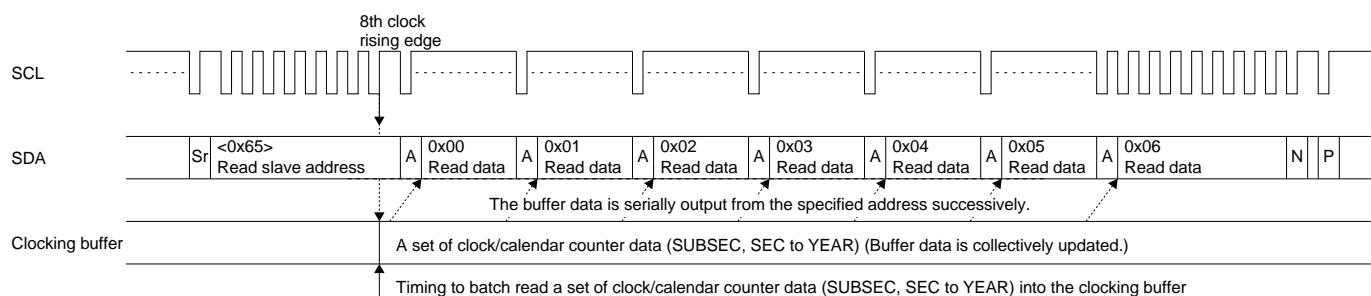 8th clock
rising edge
SCL
SDA
Sr
<0x65>
Read slave address
A
0x00
Read data
A
0x01
Read data
A
0x02
Read data
A
0x03
Read data
A
0x04
Read data
A
0x05
Read data
A
0x06
Read data
N
P
The buffer data is serially output from the specified address successively.
Clocking buffer
A set of clock/calendar counter data (SUBSEC, SEC to YEAR) (Buffer data is collectively updated.)
Timing to batch read a set of clock/calendar counter data (SUBSEC, SEC to YEAR) into the clocking buffer